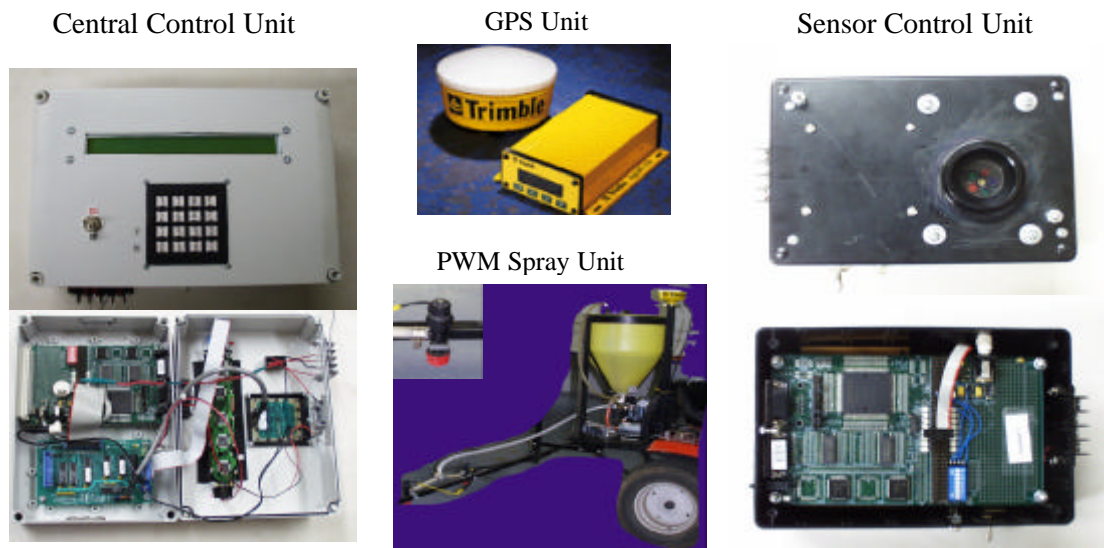 Central Control Unit
GPS Unit
Sensor Control Unit
Trimble
PWM Spray Unit